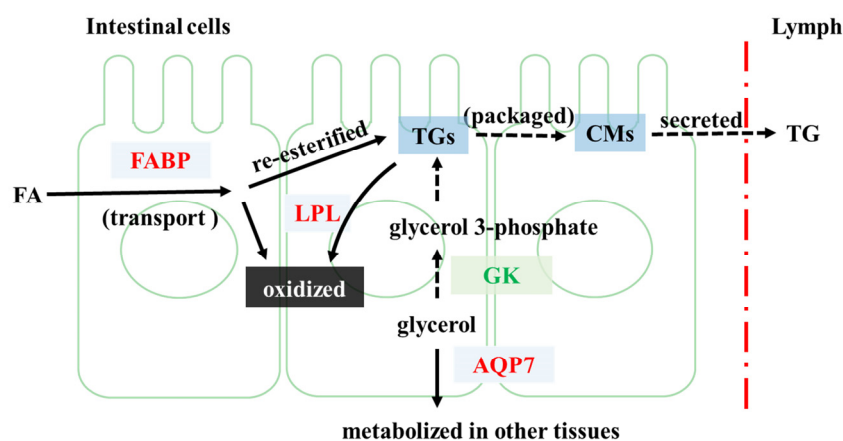 Intestinal cells
Lymph
(packaged)
secreted
re-esterified
TGs
CMs
TG
FABP
FA
(transport )
LPL
glycerol 3-phosphate
GK
oxidized
glycerol
AQP7
metabolized in other tissues